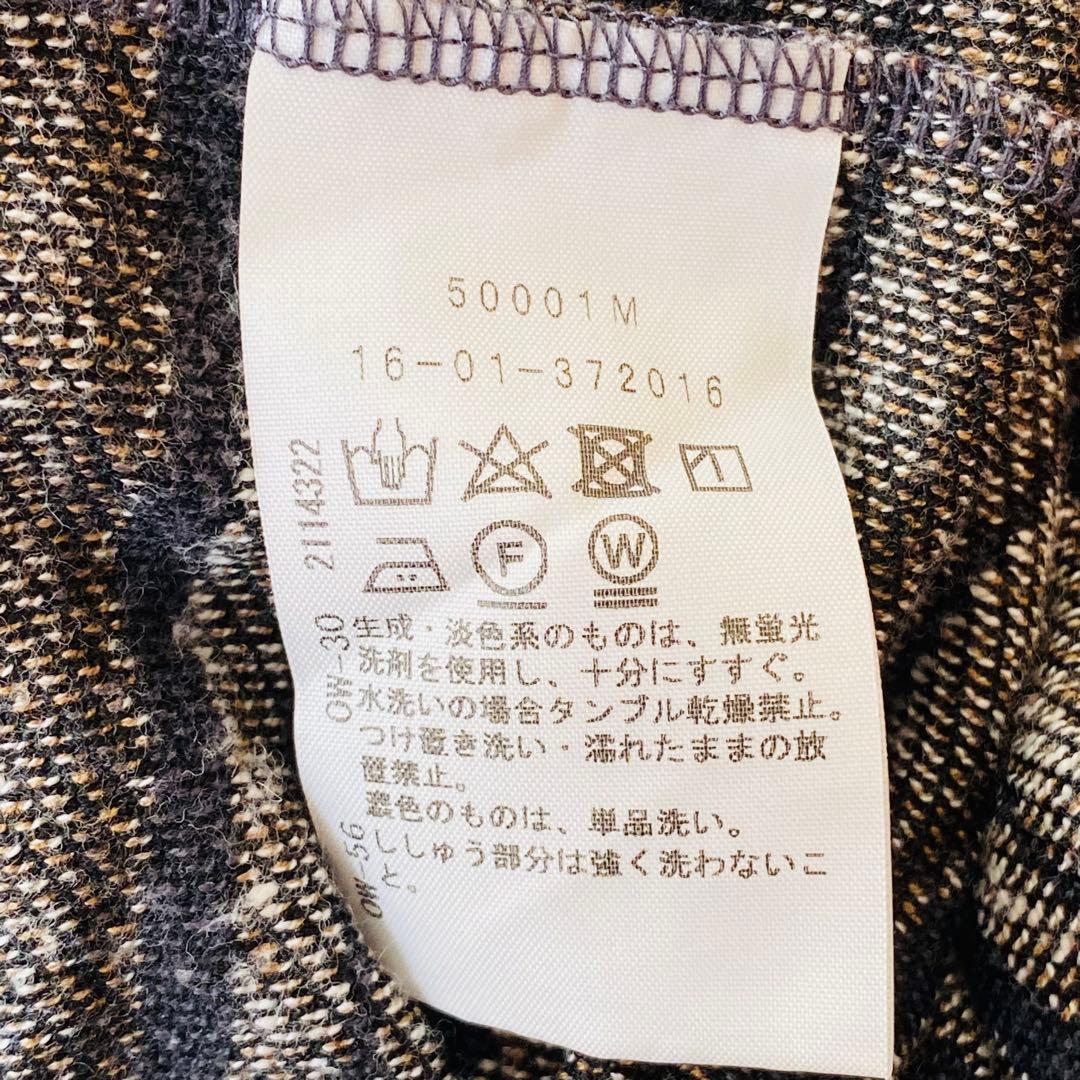 50001M
16-01-372016
2114322
F
W
OW-30
OW-56
生成・淡色系のものは、無蛍光
洗剤を使用し、十分にすすぐ。
水洗いの場合タンブル乾燥禁止。
つけ置き洗い・濡れたままの放
置禁止。
濃色のものは、単品洗い。
ししゅう部分は強く洗わないこ
と。